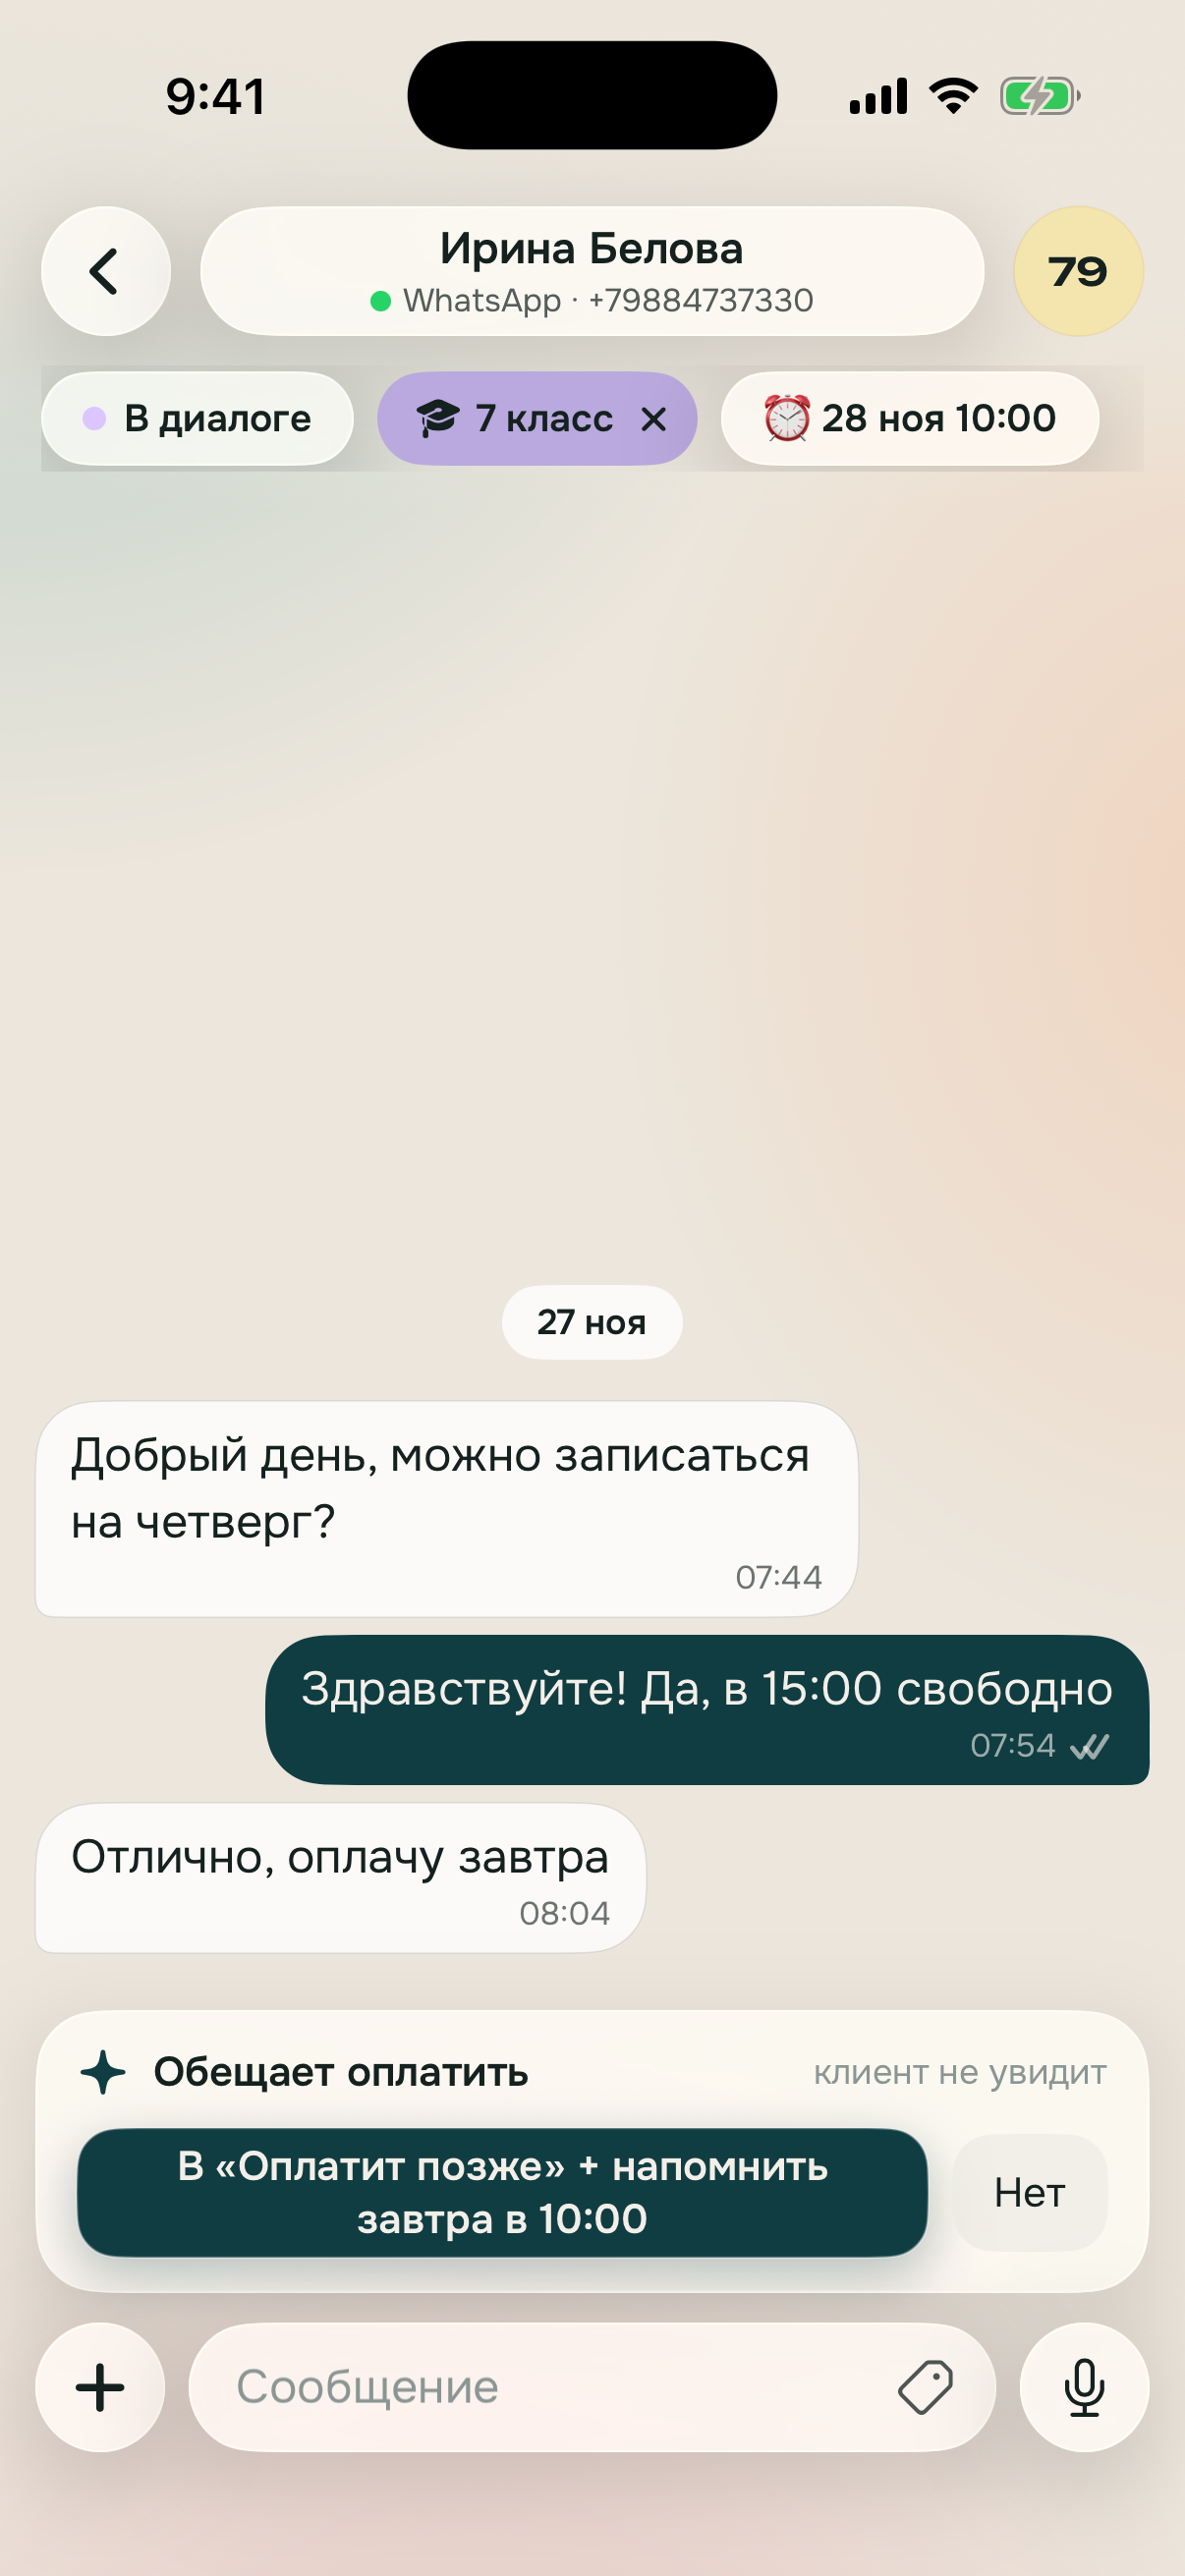 9:41
Ирина Белова
WhatsApp · +79884737330
79
В диалоге
7 класс
28 ноя 10:00
27 ноя
Добрый день, можно записаться
на четверг?
07:44
Здравствуйте! Да, в 15:00 свободно
07:54
Отлично, оплачу завтра
08:04
Обещает оплатить
клиент не увидит
В «Оплатит позже» + напомнить
завтра в 10:00
Нет
Сообщение